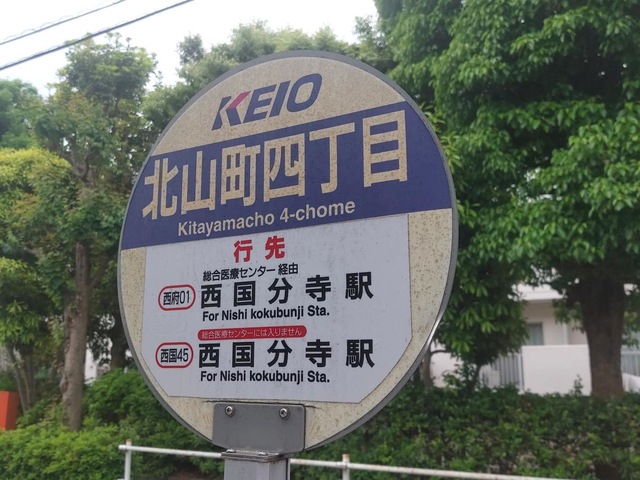 KEIO
北山町四丁目
Kitayamacho 4-chome
行先
総合医療センター 経由
西府01 西国分寺駅
For Nishi kokubunji Sta.
総合医療センターには入りません
西国45 西国分寺駅
For Nishi kokubunji Sta.